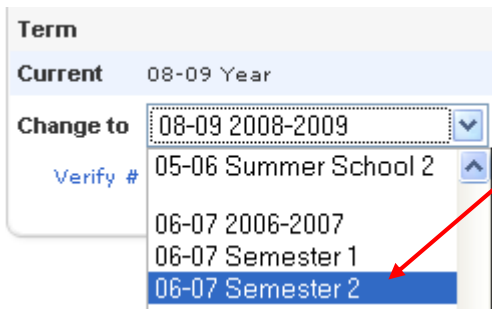 Term
Current 08-09 Year
Change to 08-09 2008-2009
Verify # 05-06 Summer School 2
06-07 2006-2007
06-07 Semester 1
06-07 Semester 2